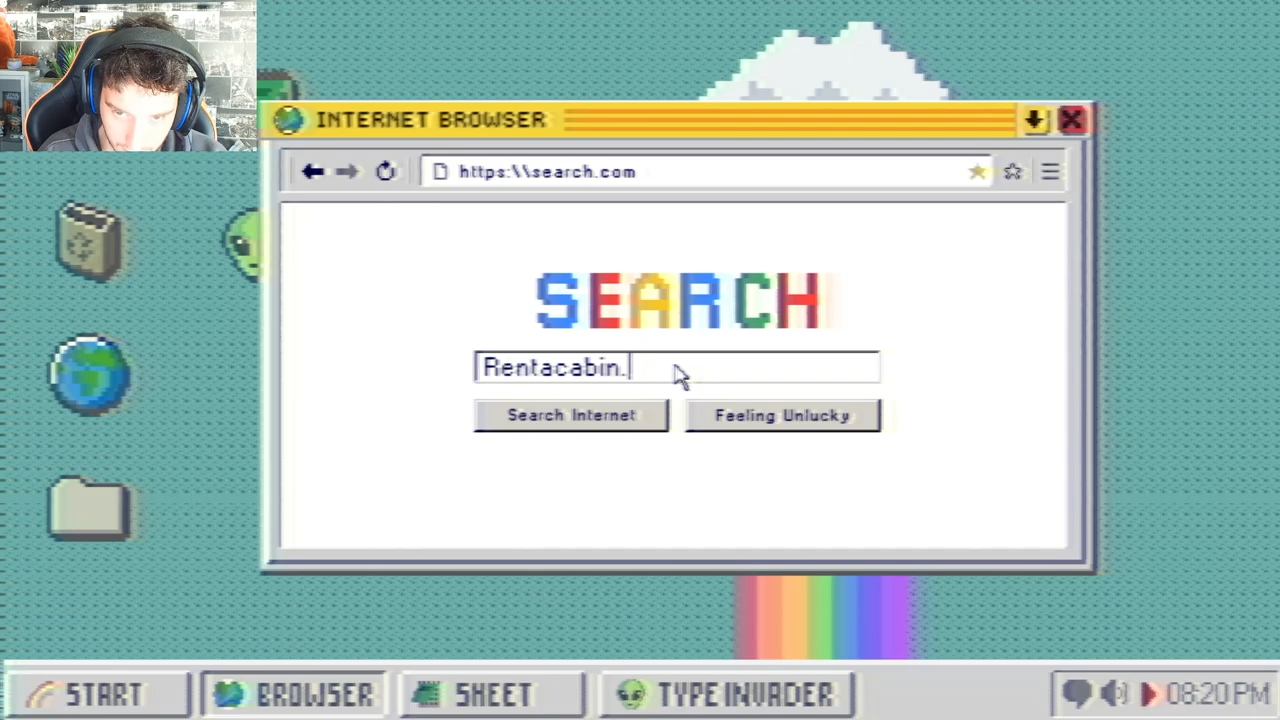 INTERNET BROWSER
https:\\search.com
SEARCH
Rentacabin.
Search Internet
Feeling Unlucky
START
BROWSER
SHEET
TYPE INVADER
08:20 PM